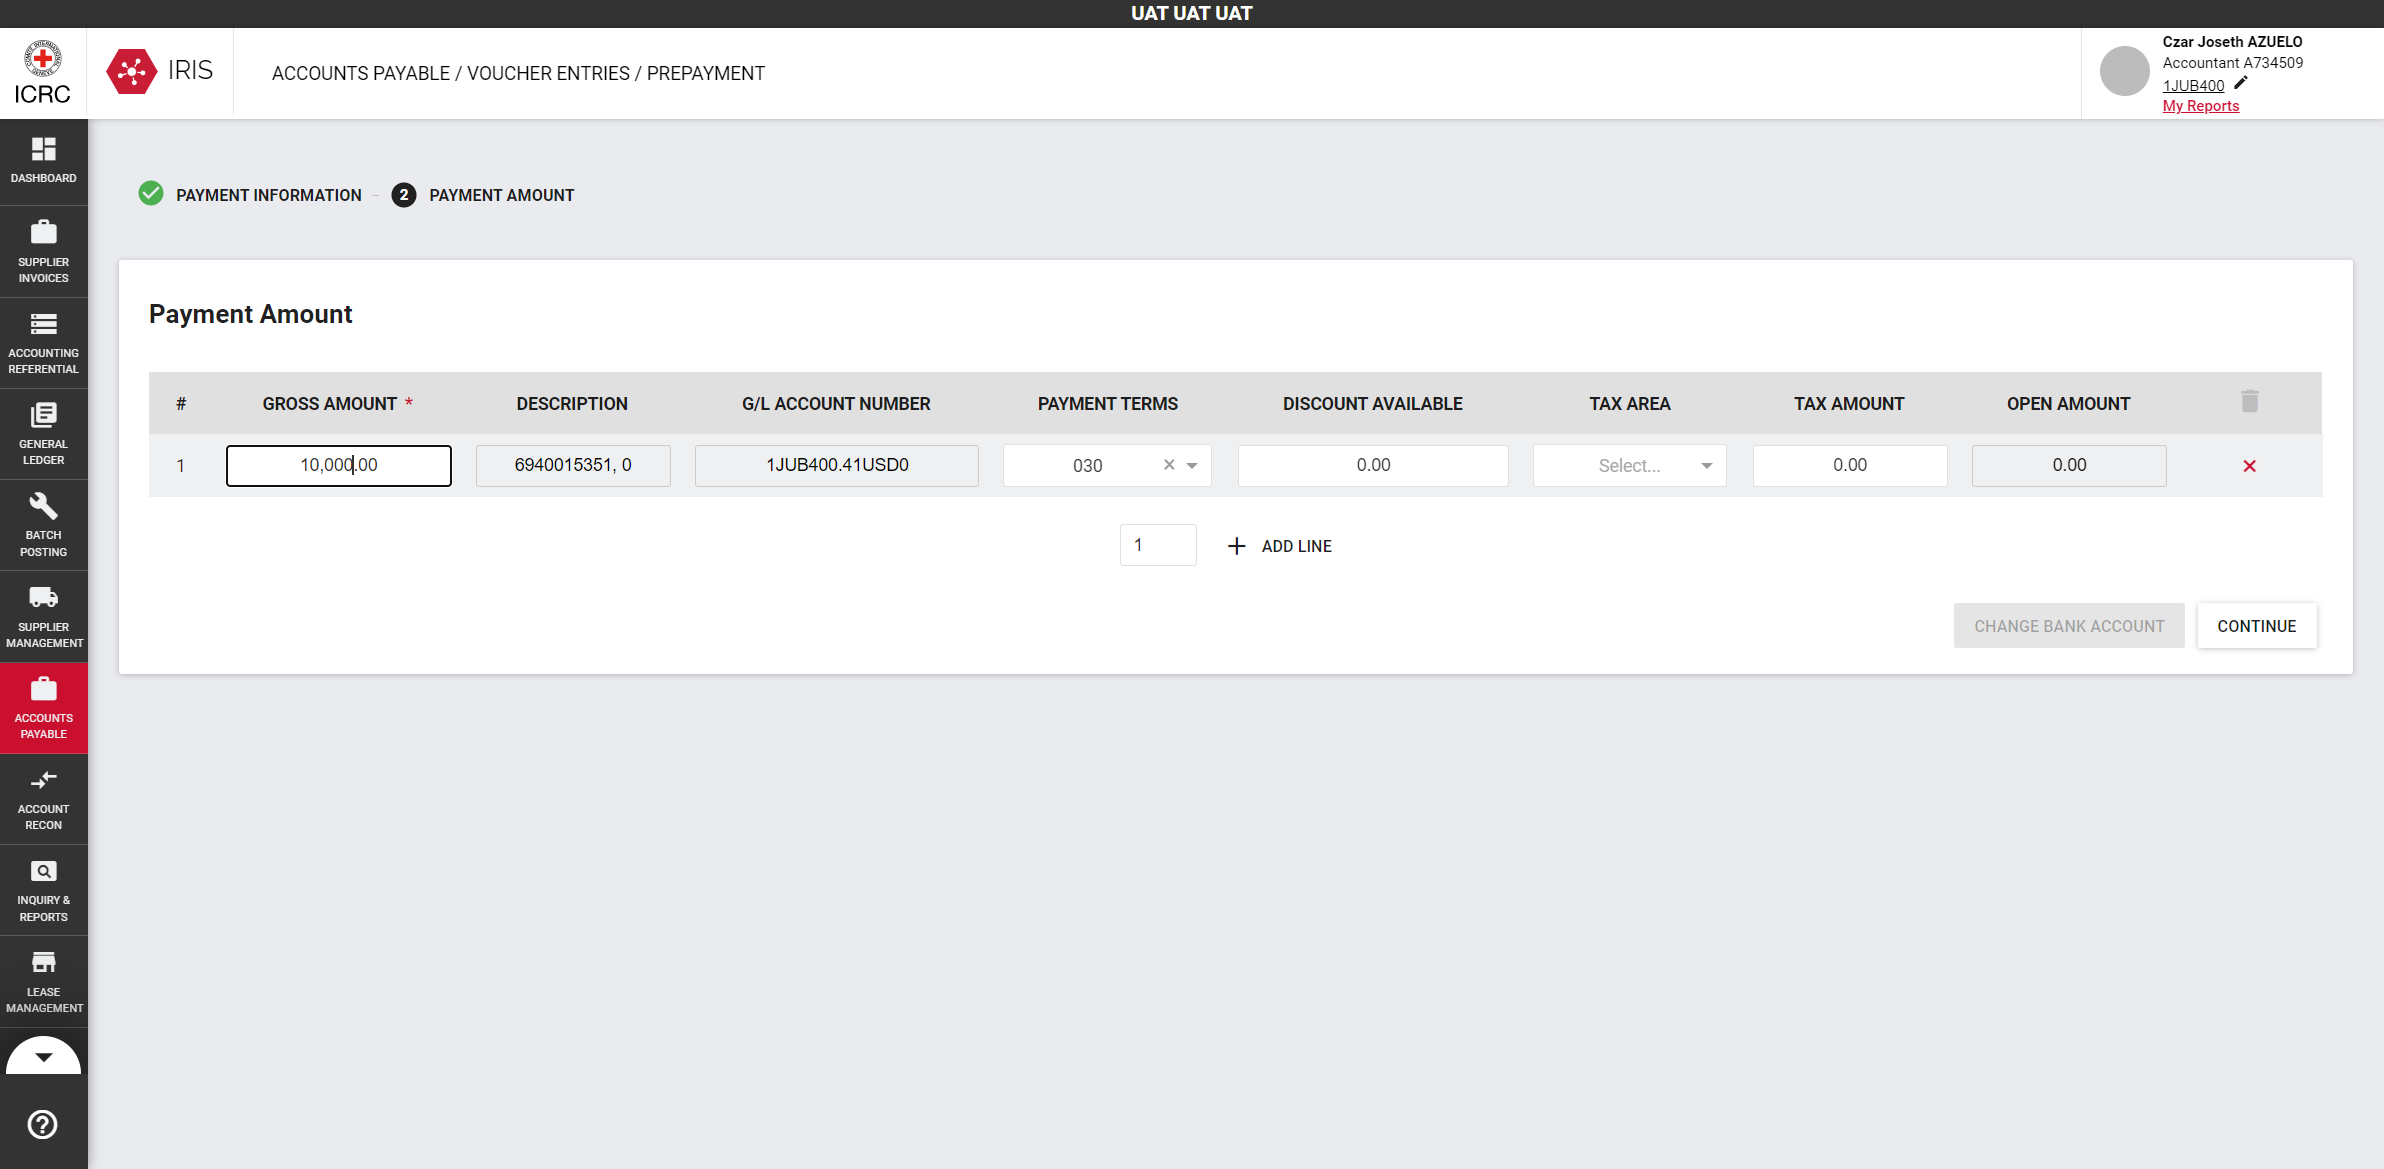 UAT UAT UAT
ICRC
IRIS
ACCOUNTS PAYABLE / VOUCHER ENTRIES / PREPAYMENT
Czar Joseth AZUELO
Accountant A734509
1JUB400
My Reports
DASHBOARD
SUPPLIER
INVOICES
ACCOUNTING
REFERENTIAL
GENERAL
LEDGER
BATCH
POSTING
SUPPLIER
MANAGEMENT
ACCOUNTS
PAYABLE
ACCOUNT
RECON
INQUIRY &
REPORTS
LEASE
MANAGEMENT
PAYMENT INFORMATION – 2 PAYMENT AMOUNT
Payment Amount
# GROSS AMOUNT * DESCRIPTION G/L ACCOUNT NUMBER PAYMENT TERMS DISCOUNT AVAILABLE TAX AREA TAX AMOUNT OPEN AMOUNT
1 10,000.00 6940015351, 0 1JUB400.41USD0 030 0.00 Select... 0.00 0.00
1 ADD LINE
CHANGE BANK ACCOUNT CONTINUE